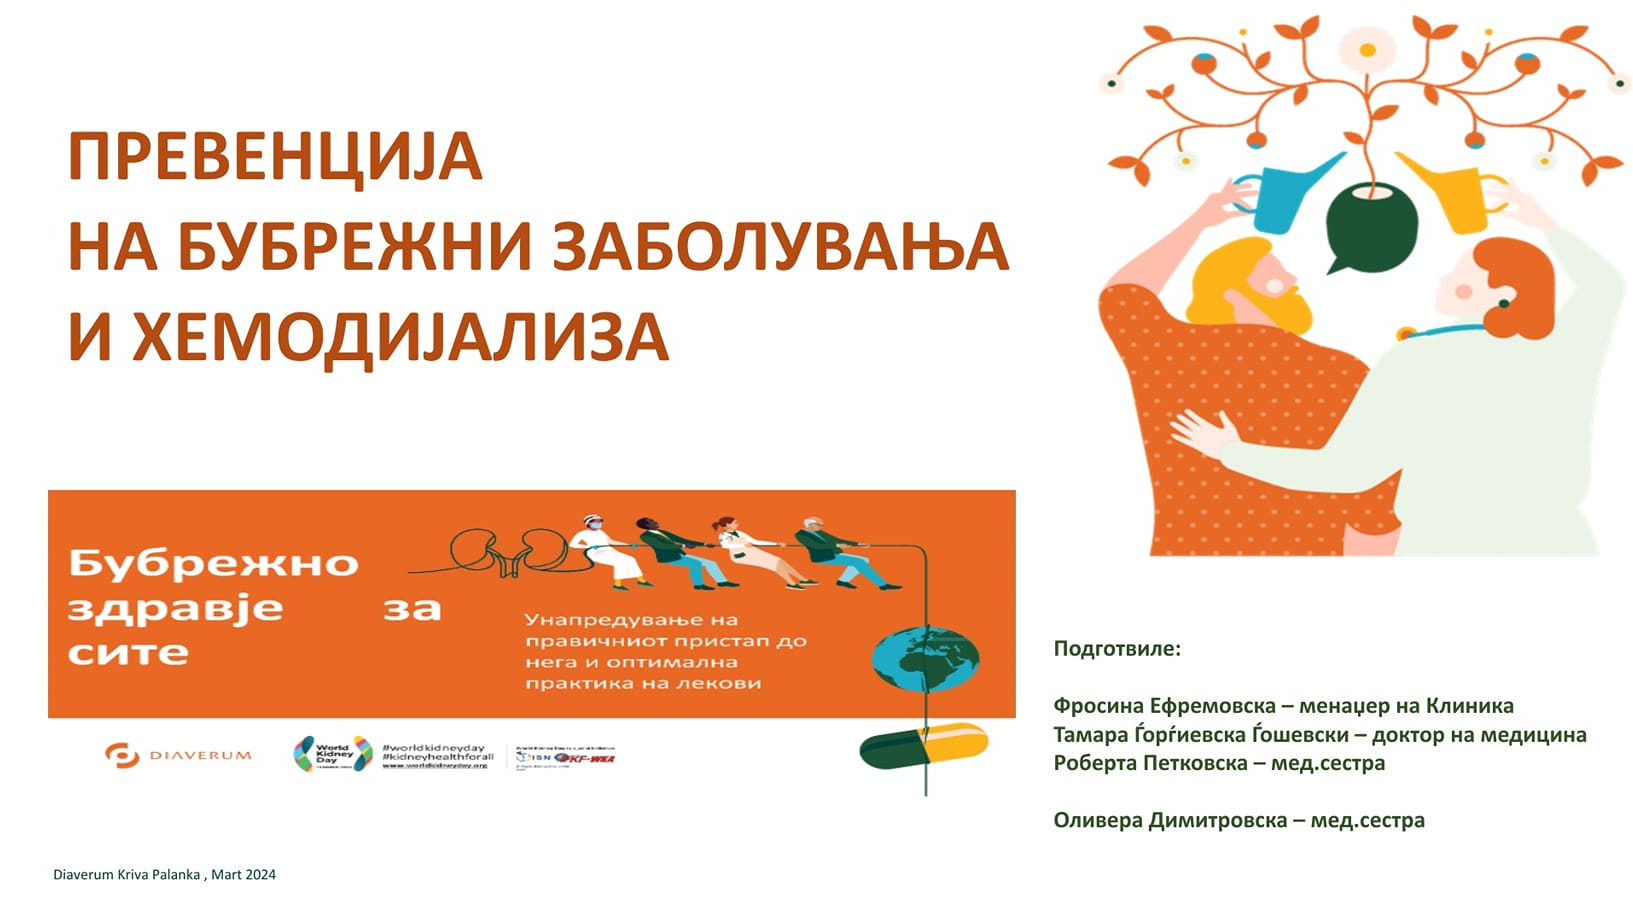 ПРЕВЕНЦИЈА
НА БУБРЕЖНИ ЗАБОЛУВАЊА
И ХЕМОДИЈАЛИЗА
Бубрежно
здравје за
сите
Унапредување на
правичниот пристап до
нега и оптимална
практика на лекови
DIAVERUM
World
Kidney
Day
#worldkidneyday
#kidneyhealthforall
www.worldkidneyday.org
ISN
IFKF-WKA
Подготвиле:
Фросина Ефремовска – менаџер на Клиника
Тамара Ѓорѓиевска Ѓошевски – доктор на медицина
Роберта Петковска – мед.сестра
Оливера Димитровска – мед.сестра
Diaverum Kriva Palanka , Mart 2024